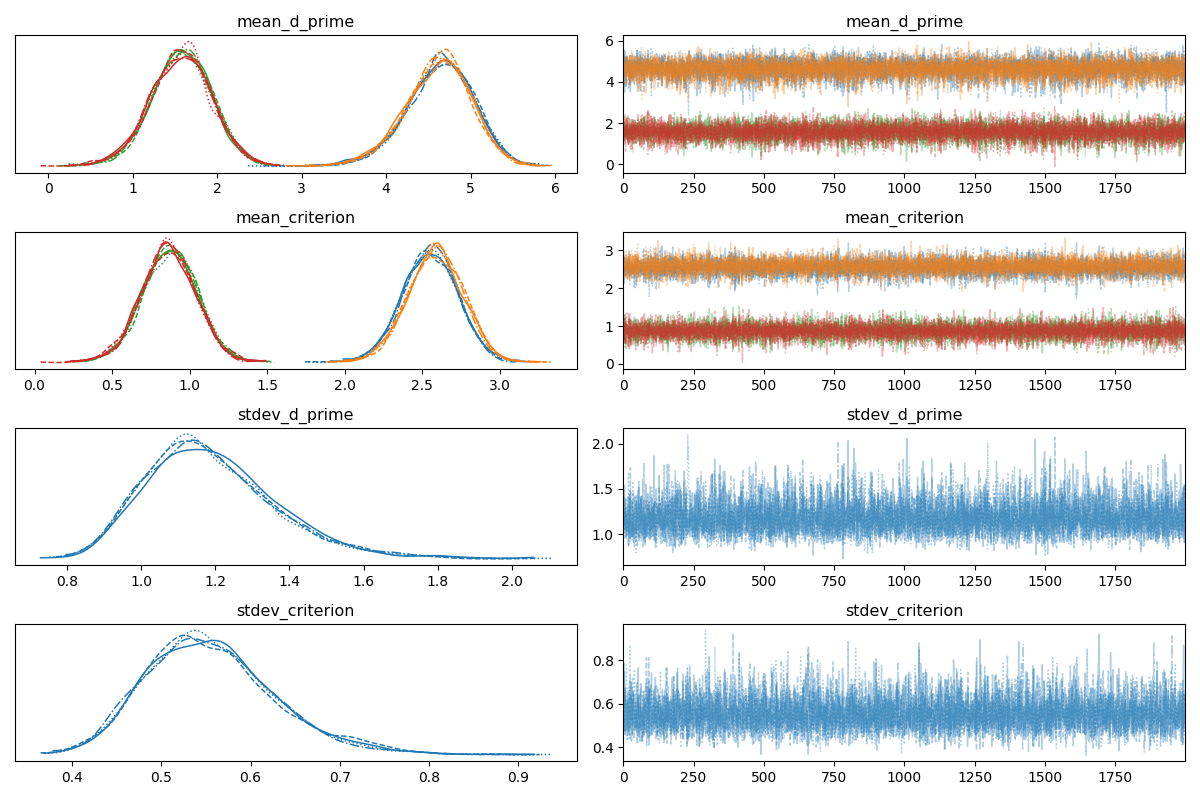 mean_d_prime
0 1 2 3 4 5 6
mean_d_prime
0 2 4 6
0 250 500 750 1000 1250 1500 1750
mean_criterion
0.0 0.5 1.0 1.5 2.0 2.5 3.0
mean_criterion
0 1 2 3
0 250 500 750 1000 1250 1500 1750
stdev_d_prime
0.8 1.0 1.2 1.4 1.6 1.8 2.0
stdev_d_prime
1.0 1.5 2.0
0 250 500 750 1000 1250 1500 1750
stdev_criterion
0.4 0.5 0.6 0.7 0.8 0.9
stdev_criterion
0.4 0.6 0.8
0 250 500 750 1000 1250 1500 1750